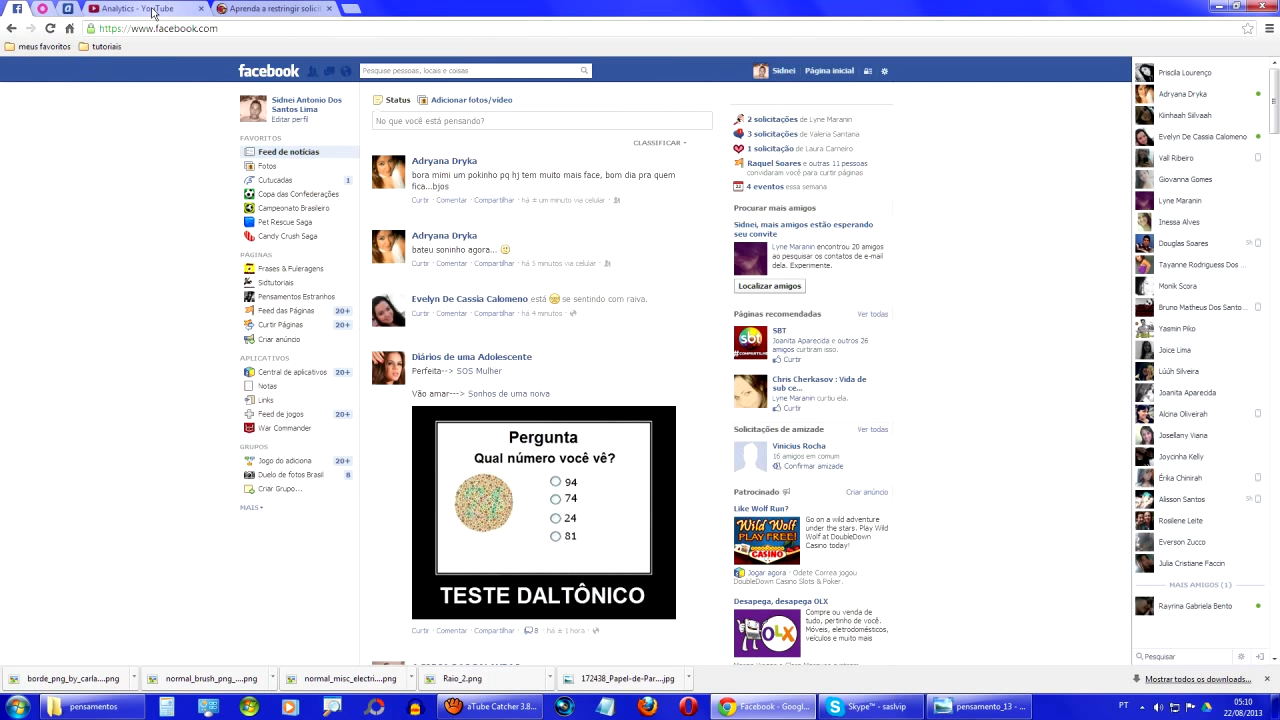 Analytics - YouTube
Aprenda a restringir solicit
https://www.facebook.com
meus favoritos
tutoriais
facebook
Pesquise pessoas, locais e coisas
Sidnei
Página inicial
Sidnei Antonio Dos
Santos Lima
Editar perfil
FAVORITOS
Feed de notícias
Fotos
Cutucadas 1
Copa das Confederações
Campeonato Brasileiro
Pet Rescue Saga
Candy Crush Saga
PÁGINAS
Frases & Fuleragens
Sidtutoriais
Pensamentos Estranhos
Feed das Páginas 20+
Curtir Páginas 20+
Criar anúncio
APLICATIVOS
Central de aplicativos 20+
Notas
Links
Feed de jogos 20+
War Commander
GRUPOS
Jogo do adiciona 20+
Duelo de fotos Brasil 8
Criar Grupo...
MAIS
Status
Adicionar fotos/vídeo
No que você está pensando?
CLASSIFICAR
Adryana Dryka
bora mimi um pokinho pq hj tem muito mais face, bom dia pra quem
fica...bjos
Curtir · Comentar · Compartilhar · há ± um minuto via celular ·
Adryana Dryka
bateu soninho agora...
Curtir · Comentar · Compartilhar · há 5 minutos via celular ·
Evelyn De Cassia Calomeno está se sentindo com raiva.
Curtir · Comentar · Compartilhar · há 4 minutos ·
Diários de uma Adolescente
Perfeita--> SOS Mulher
Vão amar---> Sonhos de uma noiva
Pergunta
Qual número você vê?
94
74
24
81
TESTE DALTÔNICO
Curtir · Comentar · Compartilhar · 8 · há ± 1 hora ·
2 solicitações de Lyne Maranin
3 solicitações de Valeria Santana
1 solicitação de Laura Carneiro
Raquel Soares e outras 11 pessoas
convidaram você para curtir páginas
4 eventos essa semana
Procurar mais amigos
Sidnei, mais amigos estão esperando
seu convite
Lyne Maranin encontrou 20 amigos
ao pesquisar os contatos de e-mail
dela. Experimente.
Localizar amigos
Páginas recomendadas Ver todas
SBT
Joanita Aparecida e outros 26
amigos curtiram isso.
Curtir
sbt
Chris Cherkasov : Vida de
sub ce...
Lyne Maranin curtiu ela.
Curtir
Solicitações de amizade Ver todas
Vinicius Rocha
16 amigos em comum
Confirmar amizade
Patrocinado Criar anúncio
Like Wolf Run?
Wild Wolf
PLAY FREE!
CASINO
Go on a wild adventure
under the stars. Play Wild
Wolf at DoubleDown
Casino today!
Jogar agora · Odete Correa jogou
DoubleDown Casino Slots & Poker.
Desapega, desapega OLX
OLX
Compre ou venda de
tudo, pertinho de você.
Móveis, eletrodomésticos,
veículos e muito mais
Priscila Lourenço
Adryana Dryka
Kiinhaah Silvaah
Evelyn De Cassia Calomeno
Vall Ribeiro
Giovanna Gomes
Lyne Maranin
Inessa Alves
Douglas Soares 5h
Tayanne Rodriguess Dos ...
Monik Scora
Bruno Matheus Dos Santo...
Yasmin Piko
Joice Lima
Lúúh Silveira
Joanita Aparecida
Alcina Oliveirah
Josellany Viana
Joycinha Kelly
Érika Chinirah
Alisson Santos 5h
Rosilene Leite
Everson Zucco
Julia Cristiane Faccin
MAIS AMIGOS (1)
Rayrina Gabriela Bento
Pesquisar
borde_png__....png
normal_brush_png_....png
normal_misc_electri....png
Raio_2.png
172438_Papel-de-Par....jpg
Mostrar todos os downloads...
pensamentos
aTube Catcher 3.8...
Facebook - Googl...
Skype™ - saslvip
pensamento_13 - ...
PT
05:10
22/08/2013